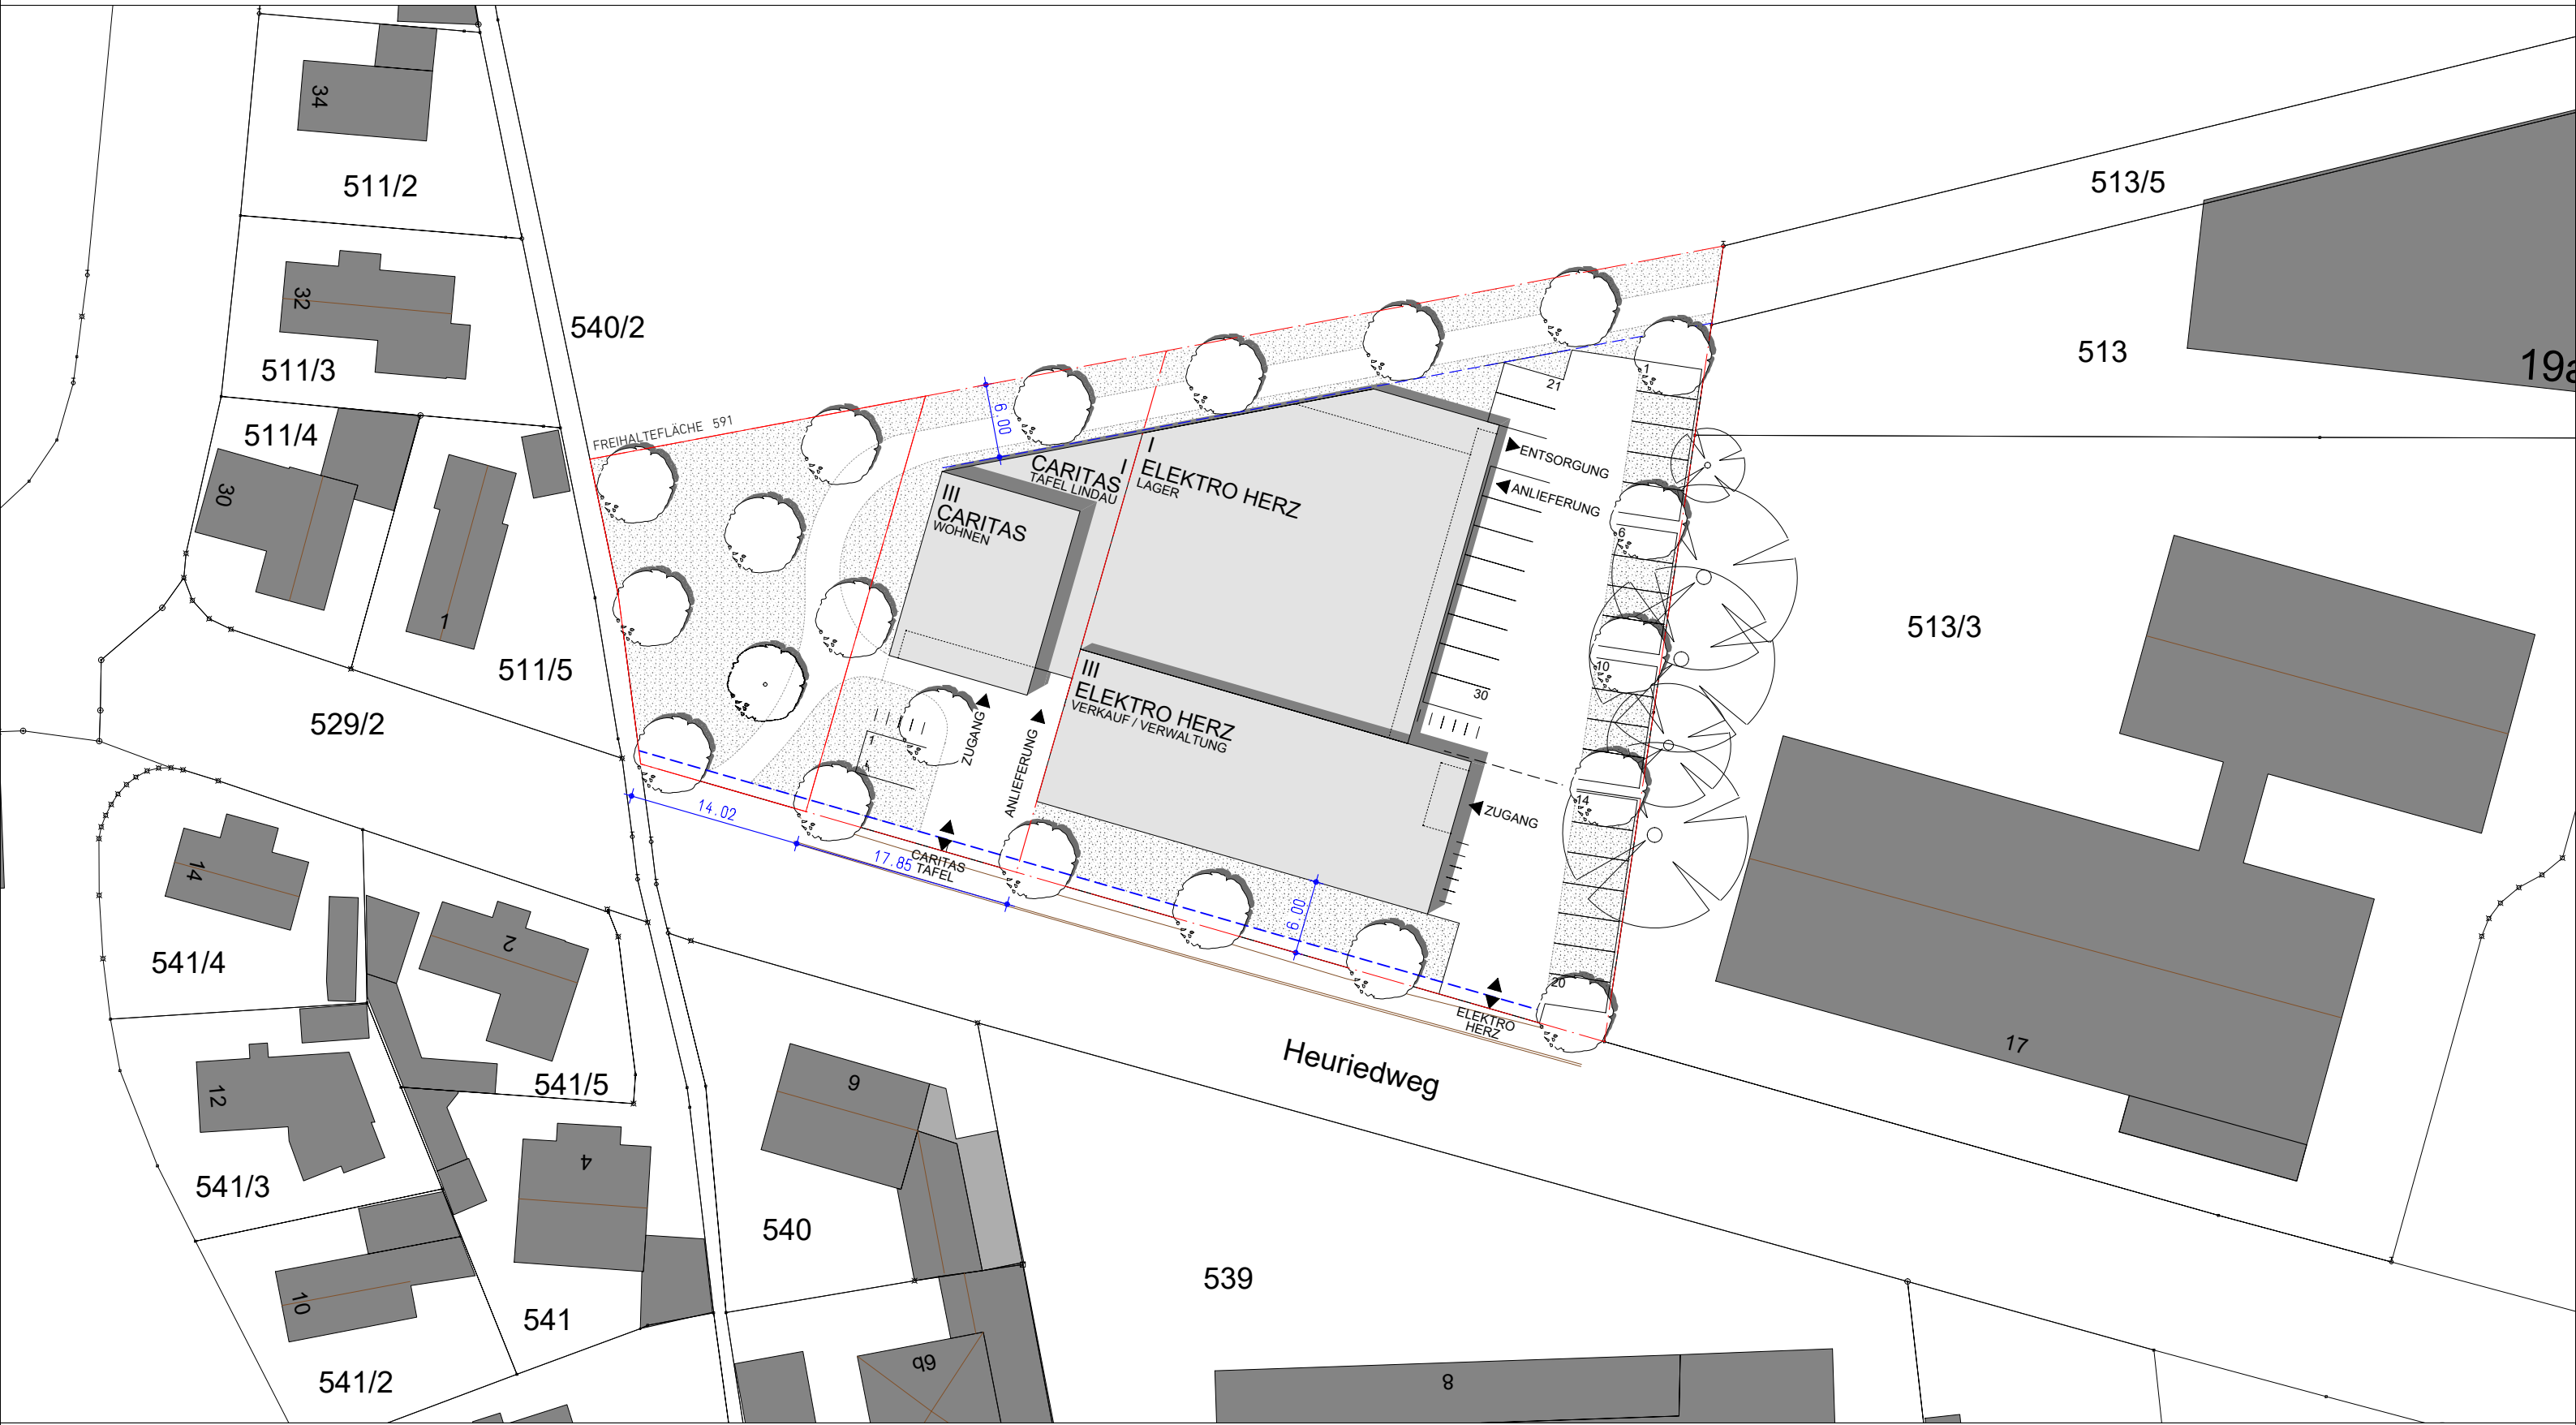 34
511/2
513/5
32
540/2
511/3
513
19a
FREIHALTEFLÄCHE 591
6.00
21
1
511/4
30
1
511/5
I
CARITAS
TAFEL LINDAU
I
ELEKTRO HERZ
LAGER
ENTSORGUNG
ANLIEFERUNG
III
CARITAS
WOHNEN
6
10
513/3
30
III
ELEKTRO HERZ
VERKAUF / VERWALTUNG
ZUGANG
ANLIEFERUNG
1
4
529/2
ZUGANG
14
14.02
17.85
CARITAS
TAFEL
6.00
20
ELEKTRO
HERZ
Heuriedweg
14
541/4
2
541/5
12
541/3
17
9
4
540
539
10
541
541/2
9b
8